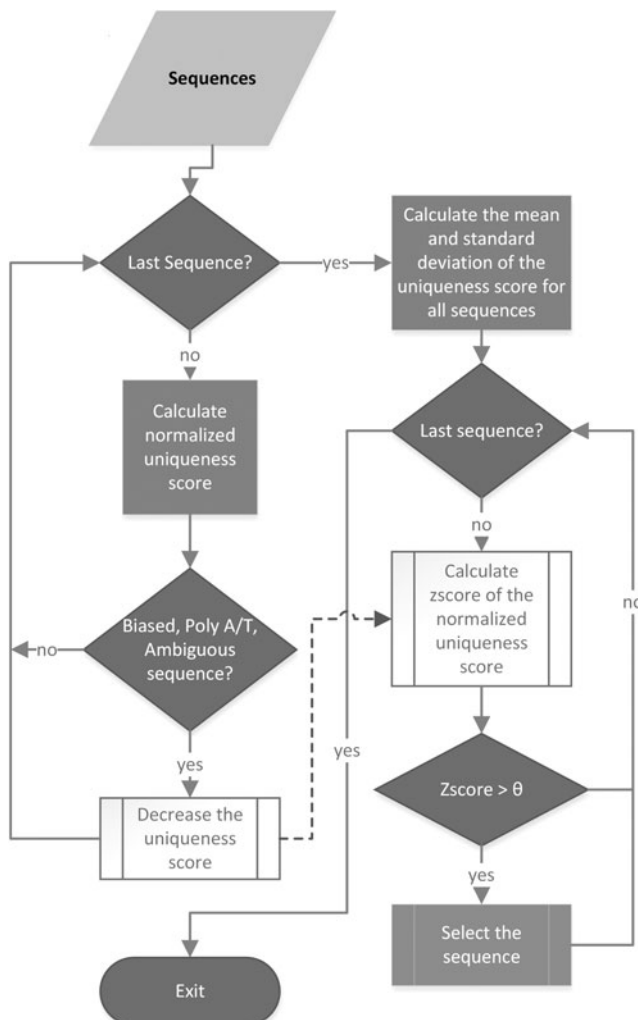 Sequences
Last Sequence?
yes
Calculate the mean
and standard
deviation of the
uniqueness score for
all sequences
no
Calculate
normalized
uniqueness
score
Last sequence?
no
Calculate
zscore of the
normalized
uniqueness
score
no
Biased, Poly A/T,
Ambiguous
sequence?
no
yes
Decrease the
uniqueness
score
yes
Zscore > θ
yes
Select the
sequence
Exit